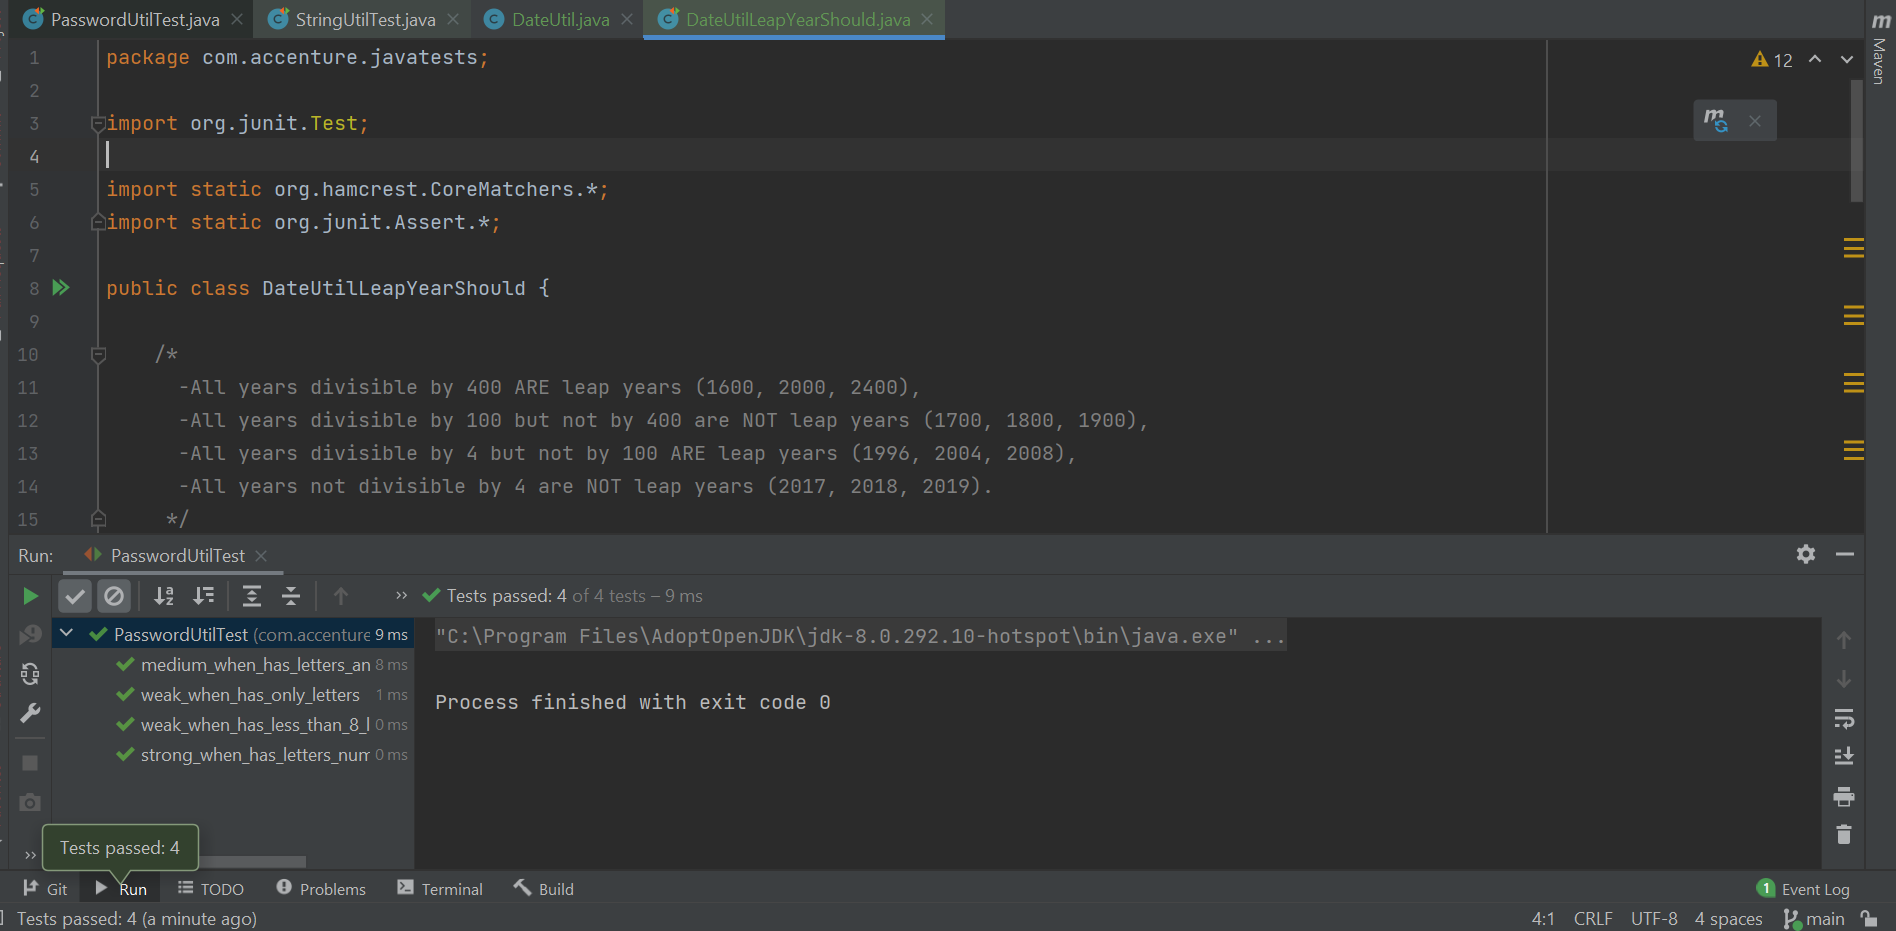 PasswordUtilTest.java StringUtilTest.java DateUtil.java DateUtilLeapYearShould.java
Maven
12
1 package com.accenture.javatests;
2
3 import org.junit.Test;
4
5 import static org.hamcrest.CoreMatchers.*;
6 import static org.junit.Assert.*;
7
8 public class DateUtilLeapYearShould {
9
10 /*
11 -All years divisible by 400 ARE leap years (1600, 2000, 2400),
12 -All years divisible by 100 but not by 400 are NOT leap years (1700, 1800, 1900),
13 -All years divisible by 4 but not by 100 ARE leap years (1996, 2004, 2008),
14 -All years not divisible by 4 are NOT leap years (2017, 2018, 2019).
15 */
Run: PasswordUtilTest
Tests passed: 4 of 4 tests – 9 ms
PasswordUtilTest (com.accenture 9 ms
medium_when_has_letters_an 8 ms
weak_when_has_only_letters 1 ms
weak_when_has_less_than_8_l 0 ms
strong_when_has_letters_num 0 ms
"C:\Program Files\AdoptOpenJDK\jdk-8.0.292.10-hotspot\bin\java.exe" ...
Process finished with exit code 0
Tests passed: 4
Git Run TODO Problems Terminal Build 1 Event Log
Tests passed: 4 (a minute ago) 4:1 CRLF UTF-8 4 spaces main